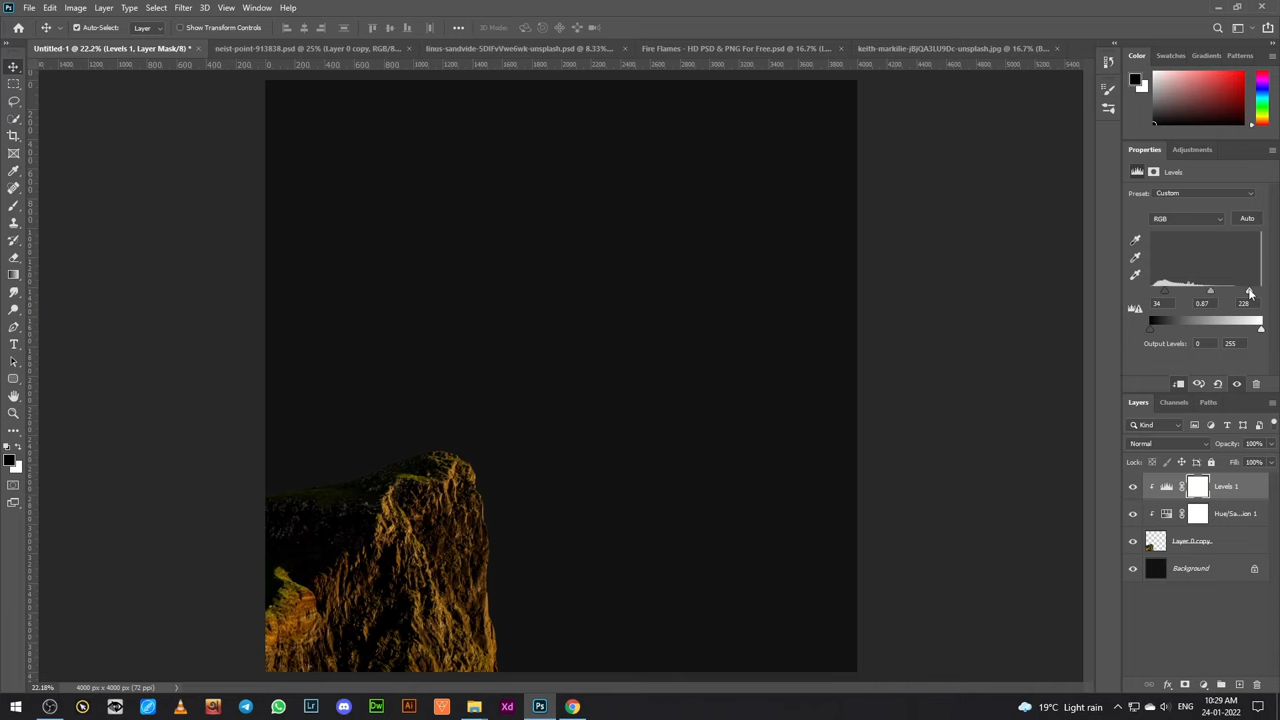 File Edit Image Layer Type Select Filter 3D View Window Help
Auto-Select: Layer Show Transform Controls 3D Mode:
Untitled-1 @ 22.2% (Levels 1, Layer Mask/8) * neist-point-913838.psd @ 25% (Layer 0 copy, RGB/8... linus-sandvide-5DIFvVwe6wk-unsplash.psd @ 8.33%... Fire Flames - HD PSD & PNG For Free.psd @ 16.7% (L... keith-markilie-jBjQA3LU9Dc-unsplash.jpg @ 16.7% (B...
Color Swatches Gradients Patterns
Properties Adjustments
Levels
Preset: Custom
RGB Auto
34 0.87 228
Output Levels: 0 255
Layers Channels Paths
Kind
Normal Opacity: 100%
Lock: Fill: 100%
Levels 1
Hue/Sa...ion 1
Layer 0 copy
Background
22.18% 4000 px x 4000 px (72 ppi)
19°C Light rain ENG 10:29 AM
24-01-2022